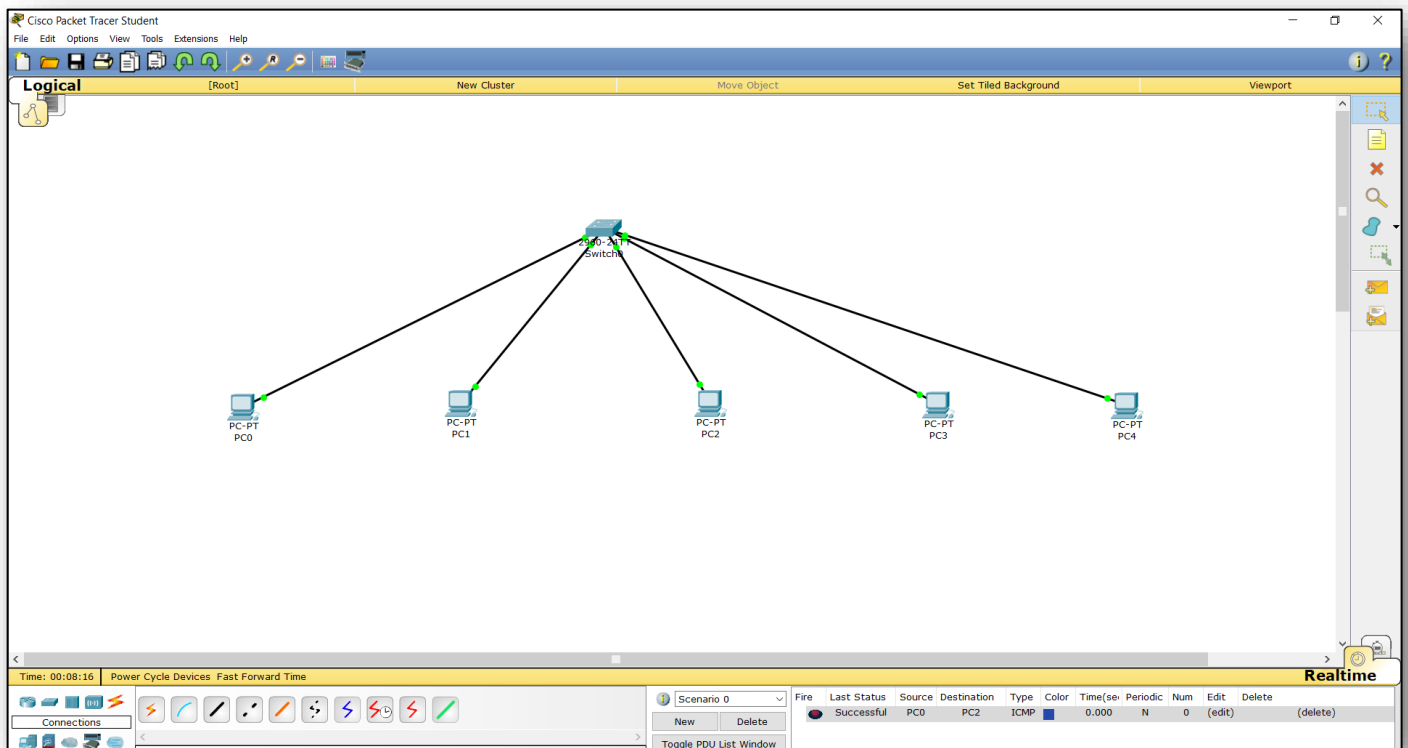 Cisco Packet Tracer Student
File Edit Options View Tools Extensions Help
Logical [Root] New Cluster Move Object Set Tiled Background Viewport
2960-24TT
Switch0
PC-PT
PC0
PC-PT
PC1
PC-PT
PC2
PC-PT
PC3
PC-PT
PC4
Time: 00:08:16 Power Cycle Devices Fast Forward Time Realtime
Connections
Scenario 0
New Delete
Toggle PDU List Window
Fire Last Status Source Destination Type Color Time(sec Periodic Num Edit Delete
Successful PC0 PC2 ICMP 0.000 N 0 (edit) (delete)